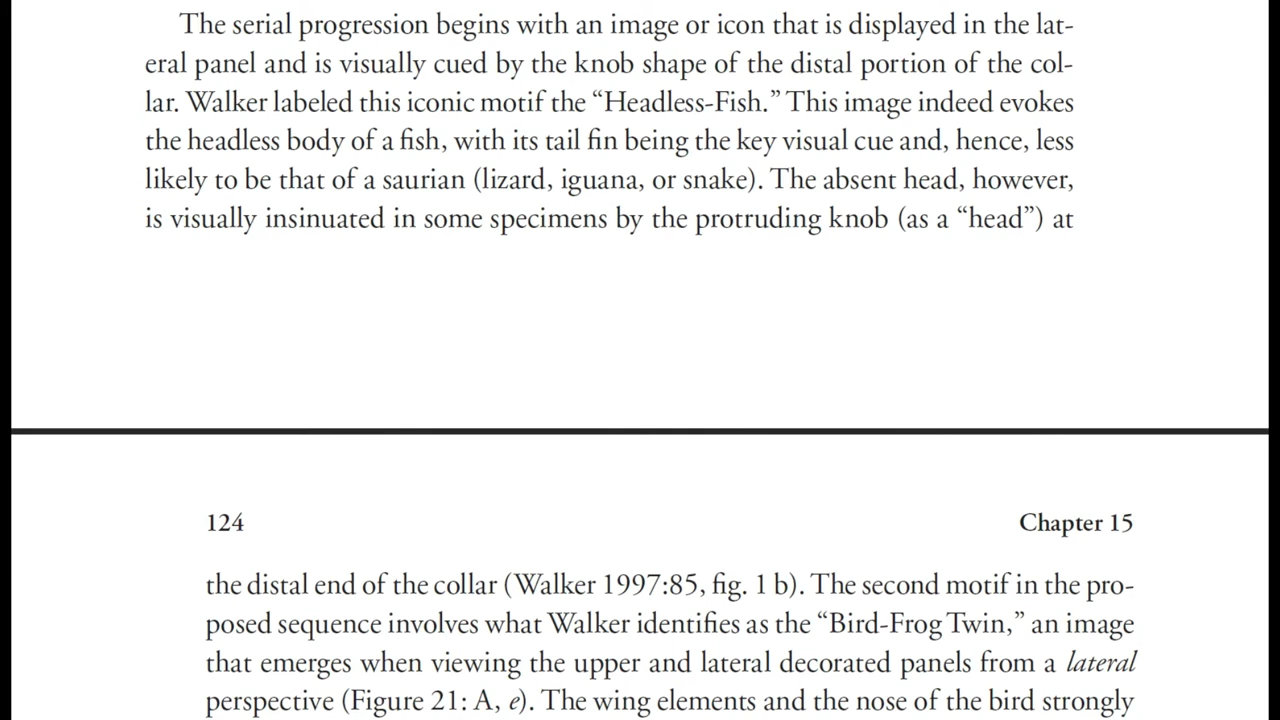 The serial progression begins with an image or icon that is displayed in the lat-
eral panel and is visually cued by the knob shape of the distal portion of the col-
lar. Walker labeled this iconic motif the “Headless-Fish.” This image indeed evokes
the headless body of a fish, with its tail fin being the key visual cue and, hence, less
likely to be that of a saurian (lizard, iguana, or snake). The absent head, however,
is visually insinuated in some specimens by the protruding knob (as a “head”) at
124 Chapter 15
the distal end of the collar (Walker 1997:85, fig. 1 b). The second motif in the pro-
posed sequence involves what Walker identifies as the “Bird-Frog Twin,” an image
that emerges when viewing the upper and lateral decorated panels from a lateral
perspective (Figure 21: A, e). The wing elements and the nose of the bird strongly